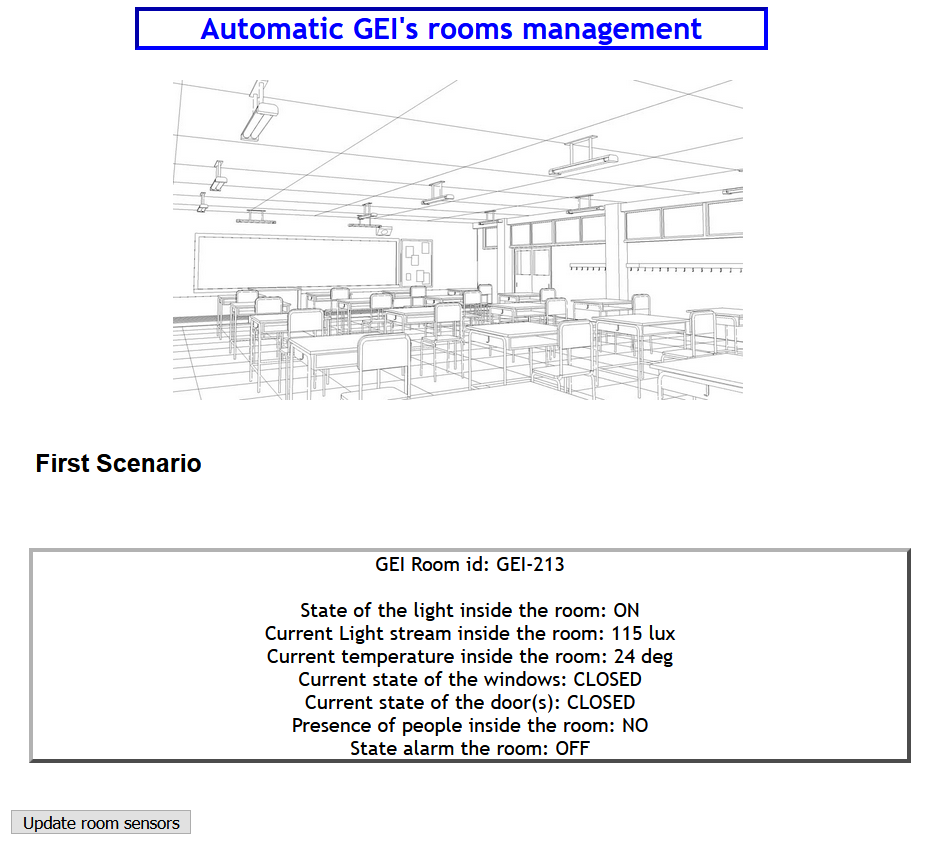 Automatic GEI's rooms management
First Scenario
GEI Room id: GEI-213
State of the light inside the room: ON
Current Light stream inside the room: 115 lux
Current temperature inside the room: 24 deg
Current state of the windows: CLOSED
Current state of the door(s): CLOSED
Presence of people inside the room: NO
State alarm the room: OFF
Update room sensors